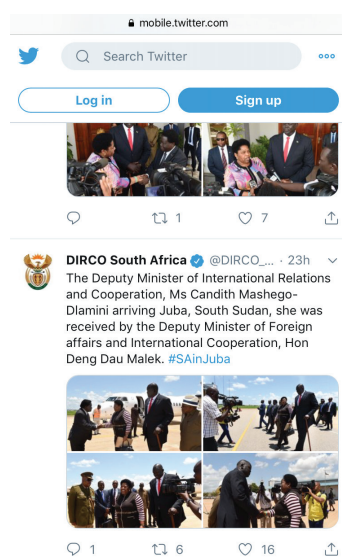 mobile.twitter.com
Search Twitter
Log in
Sign up
1
7
DIRCO South Africa @DIRCO_... · 23h
The Deputy Minister of International Relations
and Cooperation, Ms Candith Mashego-
Dlamini arriving Juba, South Sudan, she was
received by the Deputy Minister of Foreign
affairs and International Cooperation, Hon
Deng Dau Malek. #SAinJuba
1
6
16